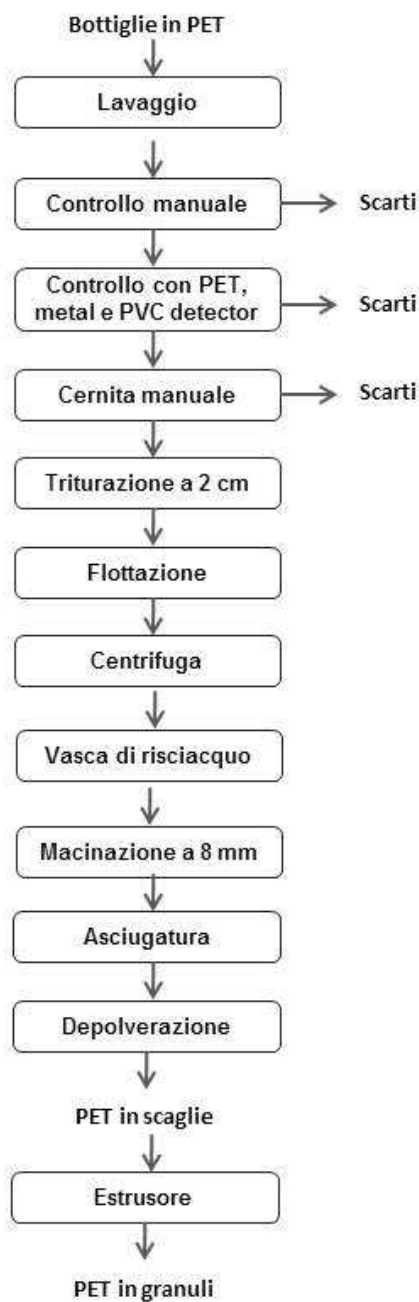 Bottiglie in PET
Lavaggio
Controllo manuale
Scarti
Controllo con PET,
metal e PVC detector
Scarti
Cernita manuale
Scarti
Triturazione a 2 cm
Flottazione
Centrifuga
Vasca di risciacquo
Macinazione a 8 mm
Asciugatura
Depolverazione
PET in scaglie
Estrusore
PET in granuli